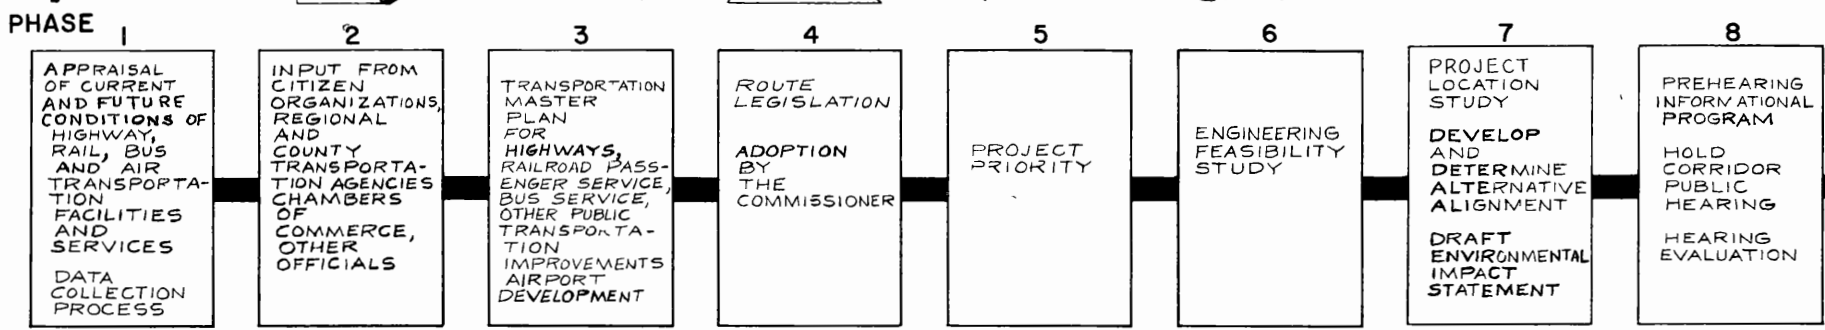 PHASE
1
APPRAISAL
OF CURRENT
AND FUTURE
CONDITIONS OF
HIGHWAY,
RAIL, BUS
AND AIR
TRANSPORTA-
TION
FACILITIES
AND
SERVICES
DATA
COLLECTION
PROCESS
2
INPUT FROM
CITIZEN
ORGANIZATIONS,
REGIONAL
AND
COUNTY
TRANSPORTA-
TION AGENCIES
CHAMBERS
OF
COMMERCE,
OTHER
OFFICIALS
3
TRANSPORTATION
MASTER
PLAN
FOR
HIGHWAYS,
RAILROAD PASS-
ENGER SERVICE,
BUS SERVICE,
OTHER PUBLIC
TRANSPORTA-
TION
IMPROVEMENTS
AIRPORT
DEVELOPMENT
4
ROUTE
LEGISLATION
ADOPTION
BY
THE
COMMISSIONER
5
PROJECT
PRIORITY
6
ENGINEERING
FEASIBILITY
STUDY
7
PROJECT
LOCATION
STUDY
DEVELOP
AND
DETERMINE
ALTERNATIVE
ALIGNMENT
DRAFT
ENVIRONMENTAL
IMPACT
STATEMENT
8
PREHEARING
INFORMATIONAL
PROGRAM
HOLD
CORRIDOR
PUBLIC
HEARING
HEARING
EVALUATION